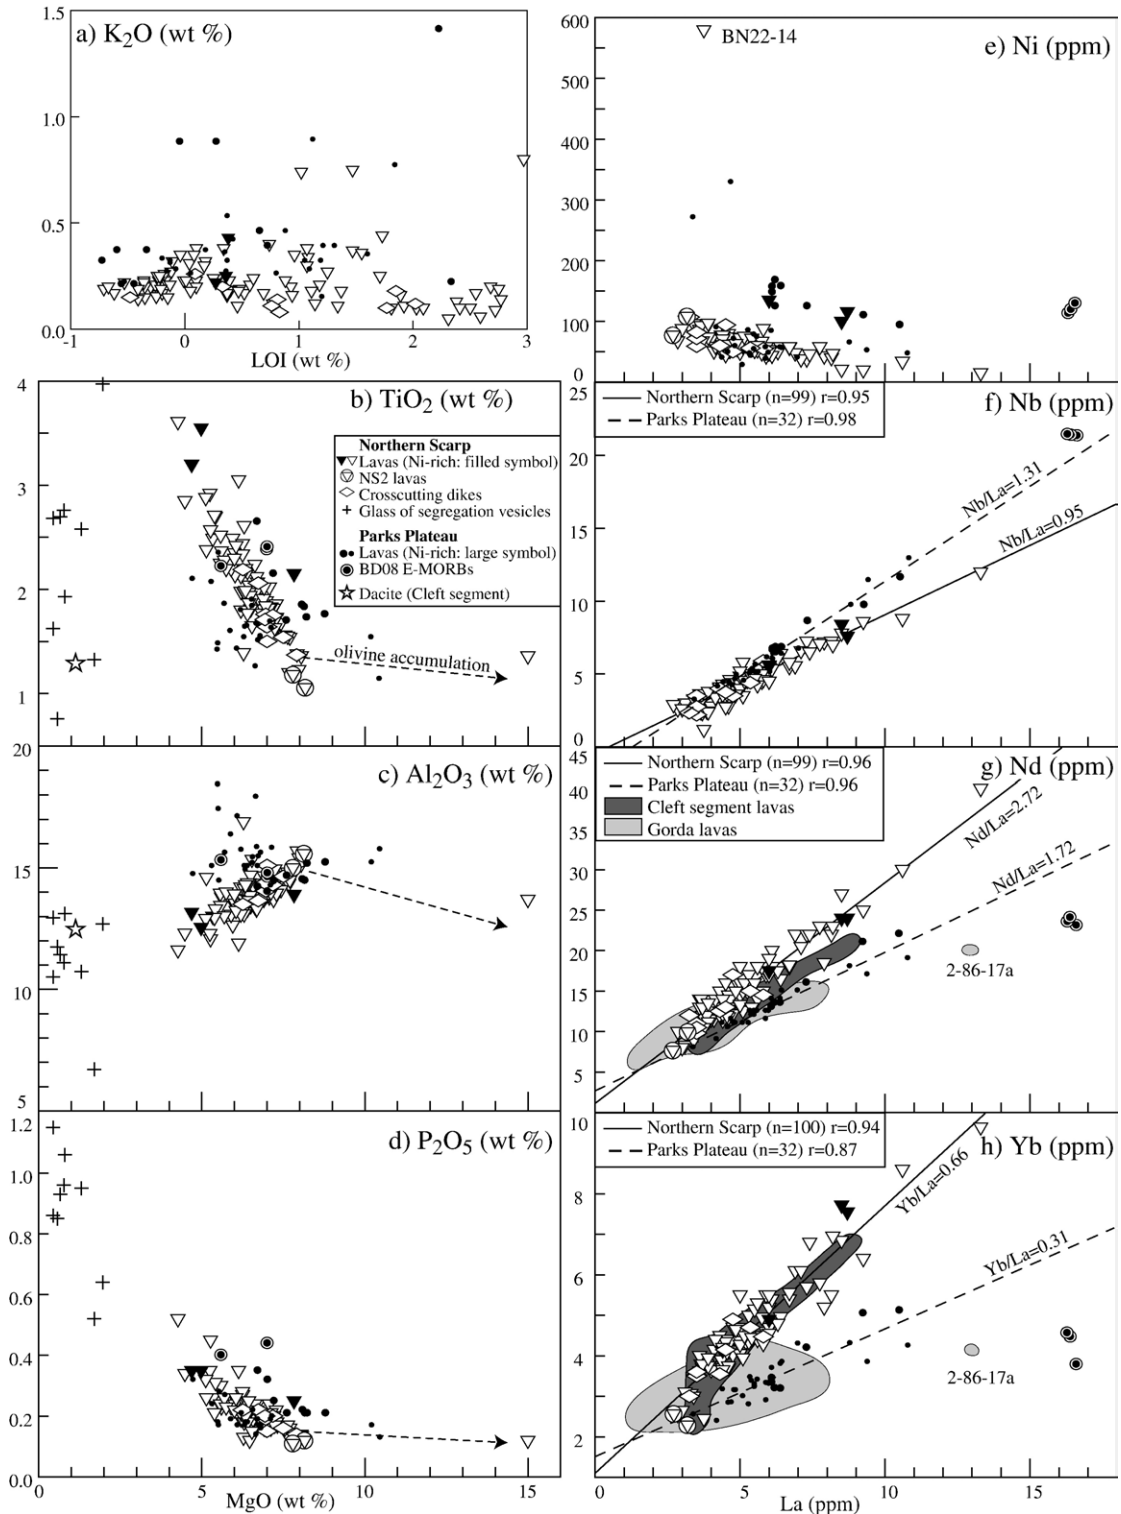 a) K2O (wt %)
1.5
1.0
0.5
0.0
-1 0 1 2 3
LOI (wt %)
b) TiO2 (wt %)
4
3
2
1
Northern Scarp
Lavas (Ni-rich: filled symbol)
NS2 lavas
Crosscutting dikes
Glass of segregation vesicles
Parks Plateau
Lavas (Ni-rich: large symbol)
BD08 E-MORBs
Dacite (Cleft segment)
olivine accumulation
c) Al2O3 (wt %)
20
15
10
5
d) P2O5 (wt %)
1.2
1.0
0.8
0.6
0.4
0.2
0.0
0 5 10 15
MgO (wt %)
e) Ni (ppm)
BN22-14
600
500
400
300
200
100
0
f) Nb (ppm)
Northern Scarp (n=99) r=0.95
Parks Plateau (n=32) r=0.98
25
20
15
10
5
0
Nb/La=1.31
Nb/La=0.95
g) Nd (ppm)
Northern Scarp (n=99) r=0.96
Parks Plateau (n=32) r=0.96
Cleft segment lavas
Gorda lavas
45
40
35
30
25
20
15
10
5
Nd/La=2.72
Nd/La=1.72
2-86-17a
h) Yb (ppm)
Northern Scarp (n=100) r=0.94
Parks Plateau (n=32) r=0.87
10
8
6
4
2
Yb/La=0.66
Yb/La=0.31
2-86-17a
0 5 10 15
La (ppm)